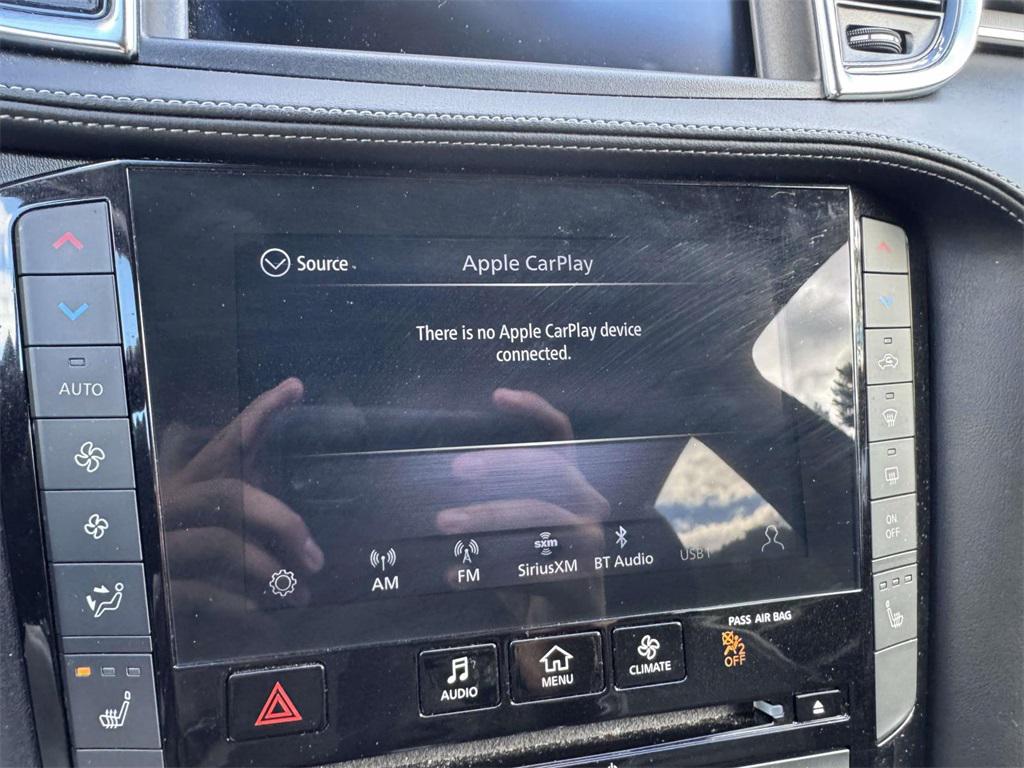 Source
Apple CarPlay
There is no Apple CarPlay device
connected.
AUTO
ON
OFF
AM
FM
sxm
SiriusXM
BT Audio
USB1
PASS AIR BAG
2
OFF
AUDIO
MENU
CLIMATE